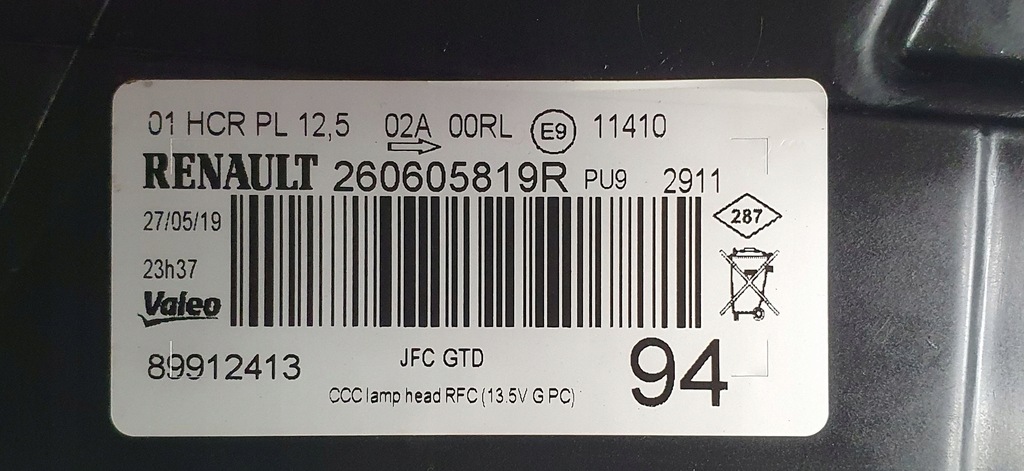 01 HCR PL 12,5 02A 00RL E9 11410
RENAULT 260605819R PU9 2911
27/05/19
287
23h37
Valeo
89912413
JFC GTD
94
CCC lamp head RFC (13.5V G PC)